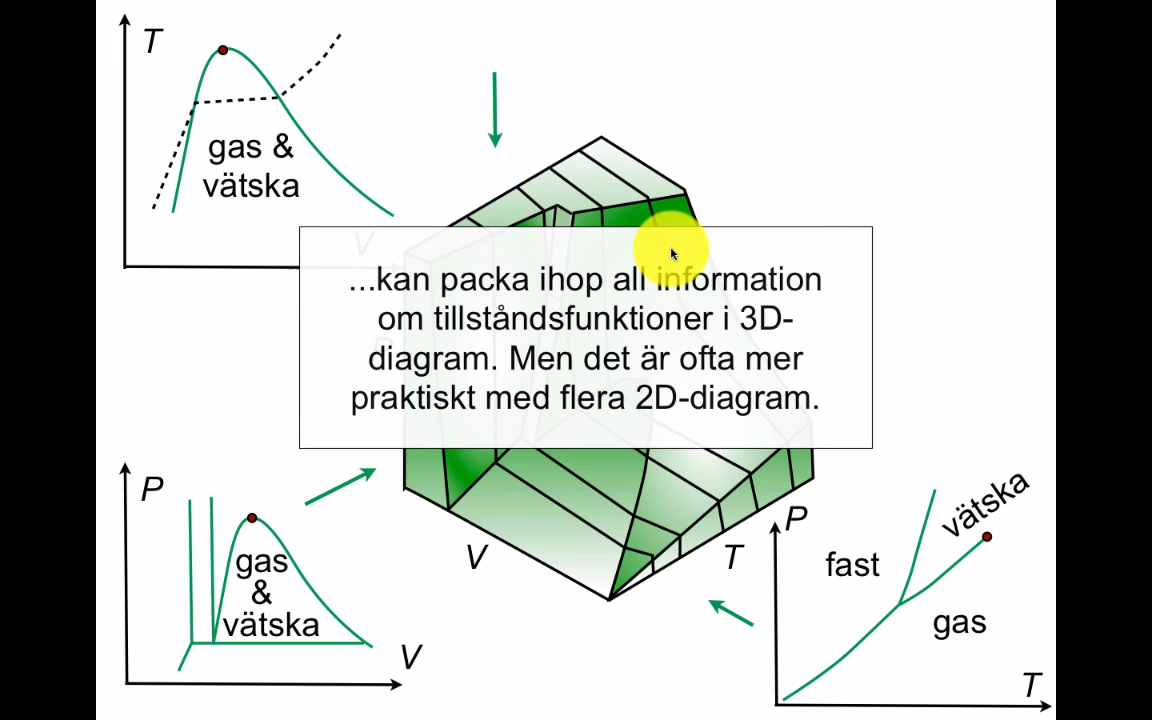 T
gas &
vätska
V
...kan packa ihop all information
om tillståndsfunktioner i 3D-
diagram. Men det är ofta mer
praktiskt med flera 2D-diagram.
P
P
gas
&
vätska
V
V
T
P
vätska
fast
gas
T